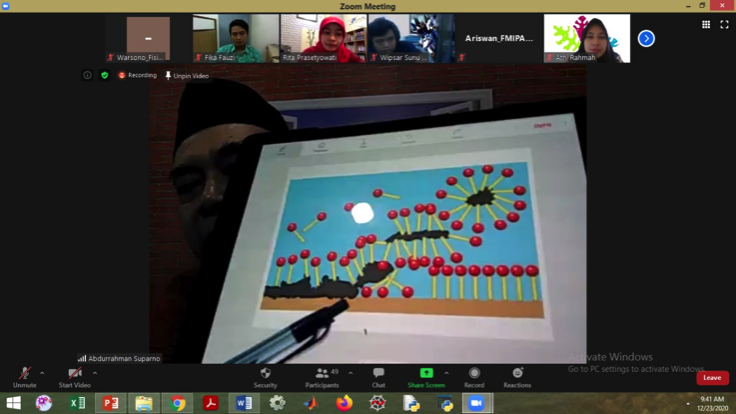 Zoom Meeting
Ariswan_FMIPA...
Warsono_Fisi...
Fika Fauzi
Rita Prasetyowati
Wipsar Sunu ...
Recording
Unpin Video
Abdurrahman Suparno
Activate Windows
Go to PC settings to activate Windows.
Unmute
Start Video
Security
Participants
49
Chat
Share Screen
Record
Reactions
Leave
9:41 AM
12/23/2020